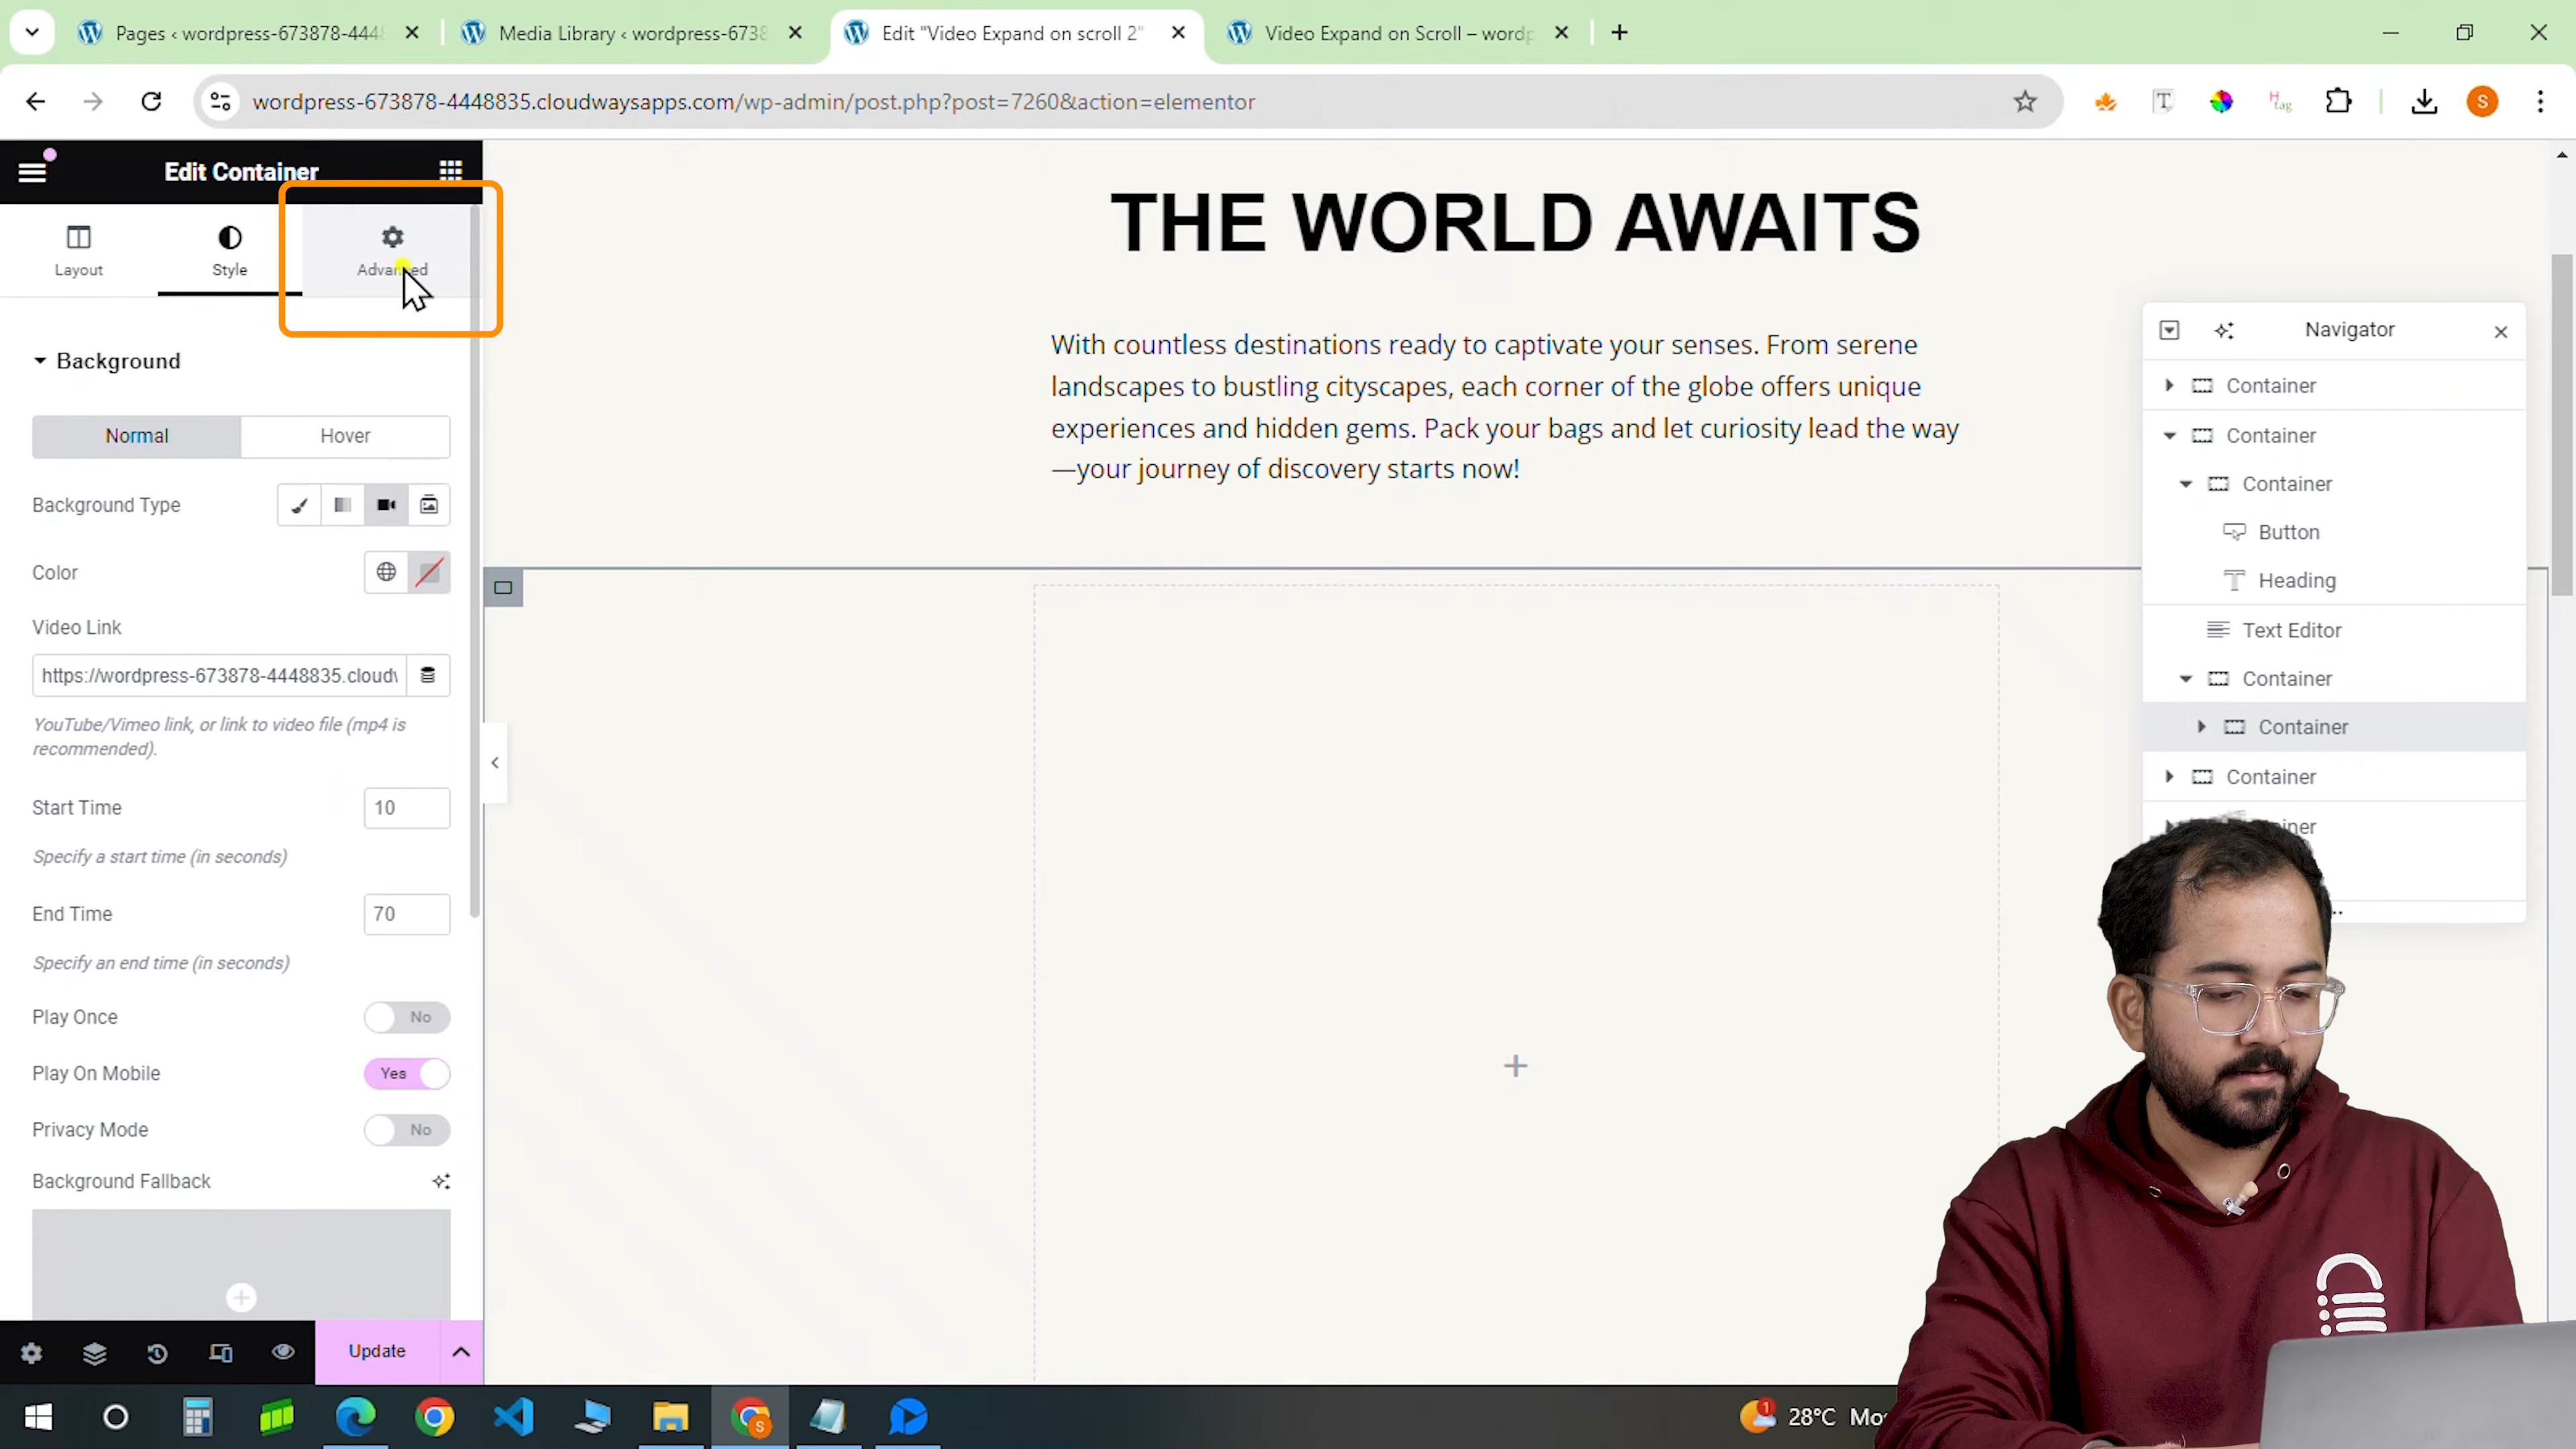 Pages ‹ wordpress-673878-444
Media Library ‹ wordpress-6738
Edit "Video Expand on scroll 2"
Video Expand on Scroll – wordp
wordpress-673878-4448835.cloudwaysapps.com/wp-admin/post.php?post=7260&action=elementor
T
H tag
S
Edit Container
Layout
Style
Advanced
Background
Normal
Hover
Background Type
Color
Video Link
https://wordpress-673878-4448835.cloud
YouTube/Vimeo link, or link to video file (mp4 is
recommended).
Start Time
10
Specify a start time (in seconds)
End Time
70
Specify an end time (in seconds)
Play Once
No
Play On Mobile
Yes
Privacy Mode
No
Background Fallback
Update
THE WORLD AWAITS
With countless destinations ready to captivate your senses. From serene
landscapes to bustling cityscapes, each corner of the globe offers unique
experiences and hidden gems. Pack your bags and let curiosity lead the way
—your journey of discovery starts now!
Navigator
Container
Container
Container
Button
Heading
Text Editor
Container
Container
Container
S
1
28°C